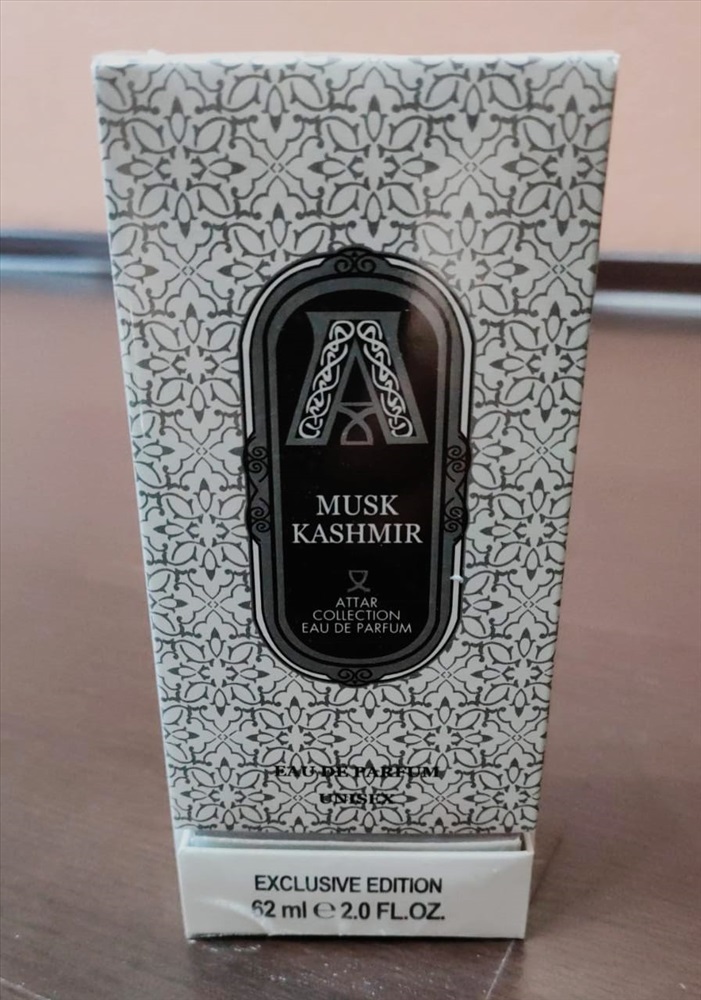 A
MUSK
KASHMIR
ATTAR
COLLECTION
EAU DE PARFUM
EAU DE PARFUM
UNISEX
EXCLUSIVE EDITION
62 ml ℮ 2.0 FL.OZ.